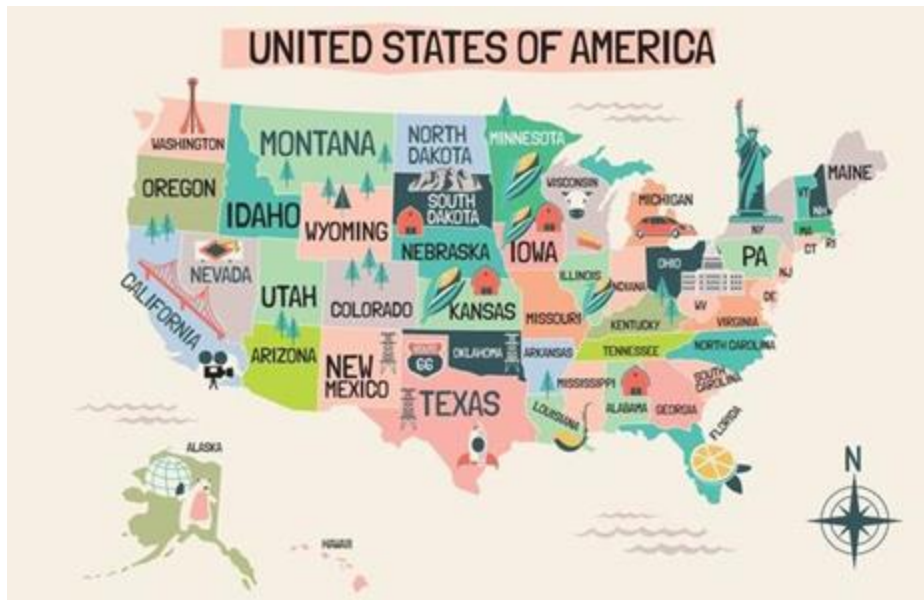 UNITED STATES OF AMERICA
WASHINGTON
MONTANA
NORTH
DAKOTA
MINNESOTA
OREGON
IDAHO
WYOMING
SOUTH
DAKOTA
WISCONSIN
MICHIGAN
VT
NH
MAINE
NEVADA
UTAH
COLORADO
NEBRASKA
IOWA
NY
MA
CT
RI
CALIFORNIA
KANSAS
ILLINOIS
INDIANA
OHIO
PA
NJ
DE
ARIZONA
NEW
MEXICO
66
OKLAHOMA
MISSOURI
KENTUCKY
WV
VIRGINIA
ARKANSAS
TENNESSEE
NORTH CAROLINA
TEXAS
LOUISIANA
MISSISSIPPI
ALABAMA
GEORGIA
SOUTH
CAROLINA
FLORIDA
ALASKA
HAWAII
N